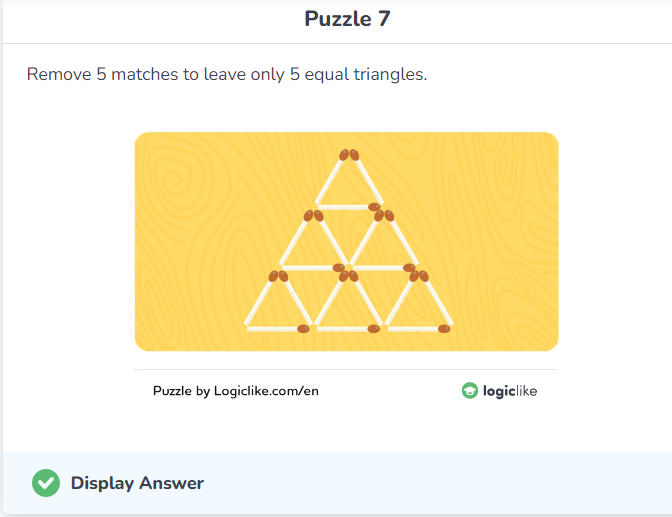 Puzzle 7
Remove 5 matches to leave only 5 equal triangles.
Puzzle by Logiclike.com/en
logiclike
Display Answer